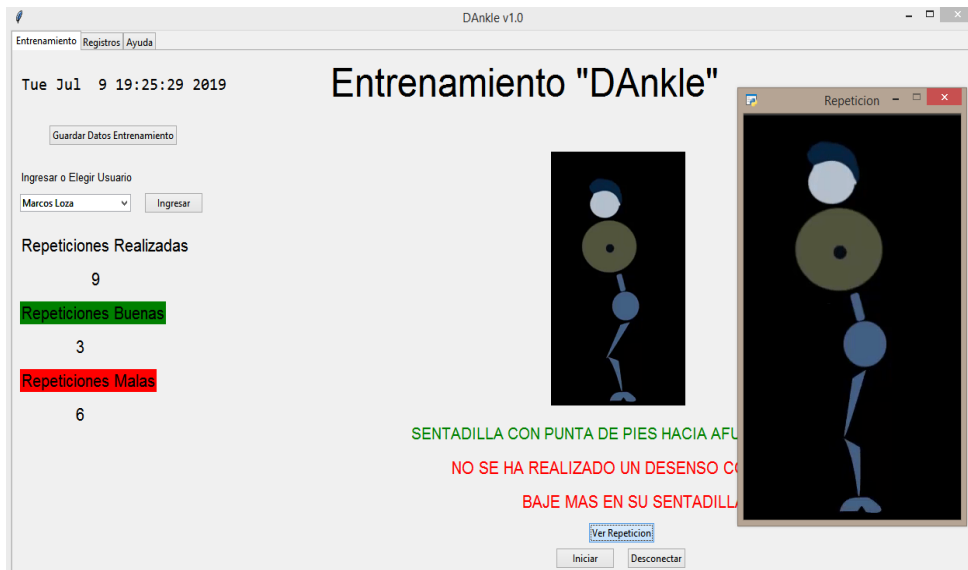 DAnkle v1.0
Entrenamiento Registros Ayuda
Tue Jul 9 19:25:29 2019
Entrenamiento "DAnkle"
Repeticion
Guardar Datos Entrenamiento
Ingresar o Elegir Usuario
Marcos Loza
Ingresar
Repeticiones Realizadas
9
Repeticiones Buenas
3
Repeticiones Malas
6
SENTADILLA CON PUNTA DE PIES HACIA AFU
NO SE HA REALIZADO UN DESENSO CO
BAJE MAS EN SU SENTADILLA
Ver Repeticion
Iniciar Desconectar